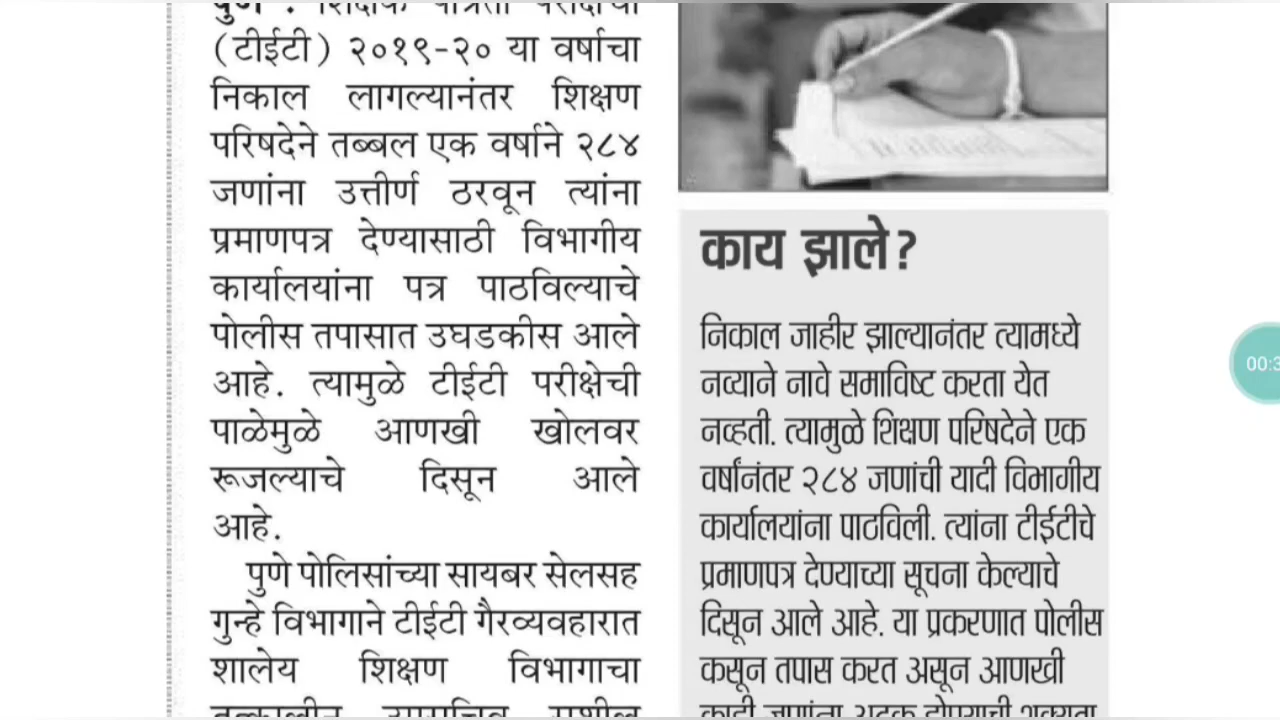 (टीईटी) २०१९-२० या वर्षाचा
निकाल लागल्यानंतर शिक्षण
परिषदेने तब्बल एक वर्षाने २८४
जणांना उत्तीर्ण ठरवून त्यांना
प्रमाणपत्र देण्यासाठी विभागीय
कार्यालयांना पत्र पाठविल्याचे
पोलीस तपासात उघडकीस आले
आहे. त्यामुळे टीईटी परीक्षेची
पाळेमुळे आणखी खोलवर
रूजल्याचे दिसून आले
आहे.
पुणे पोलिसांच्या सायबर सेलसह
गुन्हे विभागाने टीईटी गैरव्यवहारात
शालेय शिक्षण विभागाचा
काय झाले?
निकाल जाहीर झाल्यानंतर त्यामध्ये
नव्याने नावे समाविष्ट करता येत
नव्हती. त्यामुळे शिक्षण परिषदेने एक
वर्षांनंतर २८४ जणांची यादी विभागीय
कार्यालयांना पाठविली. त्यांना टीईटीचे
प्रमाणपत्र देण्याच्या सूचना केल्याचे
दिसून आले आहे. या प्रकरणात पोलीस
कसून तपास करत असून आणखी
00:3